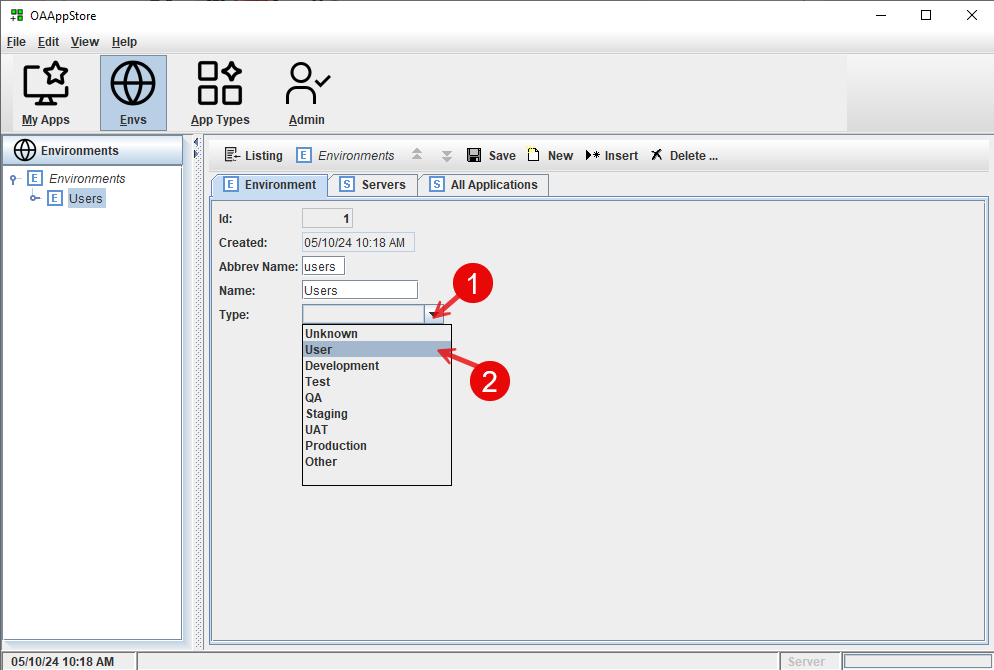 OAAppStore
File Edit View Help
My Apps Envs App Types Admin
Environments
E Environments
E Users
Listing E Environments Save New Insert Delete ...
E Environment S Servers S All Applications
Id: 1
Created: 05/10/24 10:18 AM
Abbrev Name: users
Name: Users
1
Type:
Unknown
User
Development
2
Test
QA
Staging
UAT
Production
Other
05/10/24 10:18 AM Server